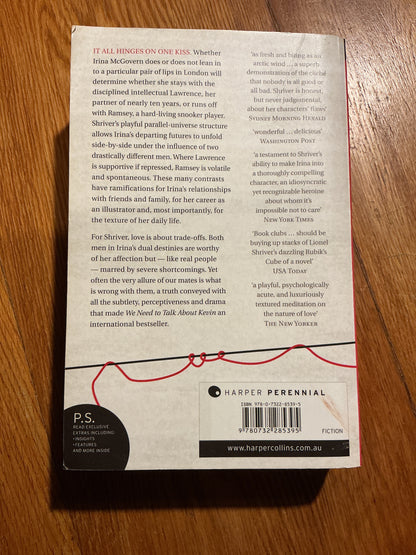 IT ALL HINGES ON ONE KISS. Whether
Irina McGovern does or does not lean in
to a particular pair of lips in London will
determine whether she stays with the
disciplined intellectual Lawrence, her
partner of nearly ten years, or runs off
with Ramsey, a hard-living snooker player.
Shriver's playful parallel-universe structure
allows Irina's departing futures to unfold
side-by-side under the influence of two
drastically different men. Where Lawrence
is supportive if repressed, Ramsey is volatile
and spontaneous. These many contrasts
have ramifications for Irina's relationships
with friends and family, for her career as
an illustrator and, most importantly, for
the texture of her daily life.
For Shriver, love is about trade-offs. Both
men in Irina's dual destinies are worthy
of her affection but — like real people
— marred by severe shortcomings. Yet
often the very allure of our mates is what
is wrong with them, a truth conveyed with
all the subtlety, perceptiveness and drama
that made We Need to Talk About Kevin an
international bestseller.
'as fresh and biting as an
arctic wind ... a superb
demonstration of the cliché
that nobody is all good or
all bad. Shriver is honest,
but never judgmental,
about her characters' flaws'
SYDNEY MORNING HERALD
'wonderful ... delicious'
WASHINGTON POST
'a testament to Shriver's
ability to make Irina into
a thoroughly compelling
character, an idiosyncratic
yet recognizable heroine
about whom it's
impossible not to care'
NEW YORK TIMES
'Book clubs ... should be
buying up stacks of Lionel
Shriver's dazzling Rubik's
Cube of a novel'
USA TODAY
'a playful, psychologically
acute, and luxuriously
textured meditation on
the nature of love'
THE NEW YORKER
P.S.
READ EXCLUSIVE
EXTRAS INCLUDING:
• INSIGHTS
• FEATURES
AND MORE INSIDE
HARPER PERENNIAL
ISBN 978-0-7322-8539-5
9 780732 285395
FICTION
www.harpercollins.com.au